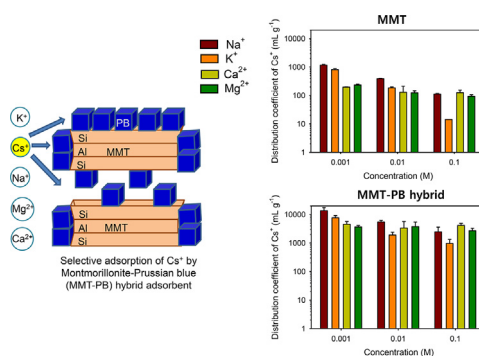 K⁺
Cs⁺
Na⁺
Mg²⁺
Ca²⁺
PB
Si
Al MMT
Si
Si
Al
Si MMT
Selective adsorption of Cs⁺ by
Montmorillonite-Prussian blue
(MMT-PB) hybrid adsorbent
Na⁺
K⁺
Ca²⁺
Mg²⁺
MMT
Distribution coefficient of Cs⁺ (mL g⁻¹)
10000
1000
100
10
1
0.001 0.01 0.1
Concentration (M)
MMT-PB hybrid
Distribution coefficient of Cs⁺ (mL g⁻¹)
10000
1000
100
10
1
0.001 0.01 0.1
Concentration (M)